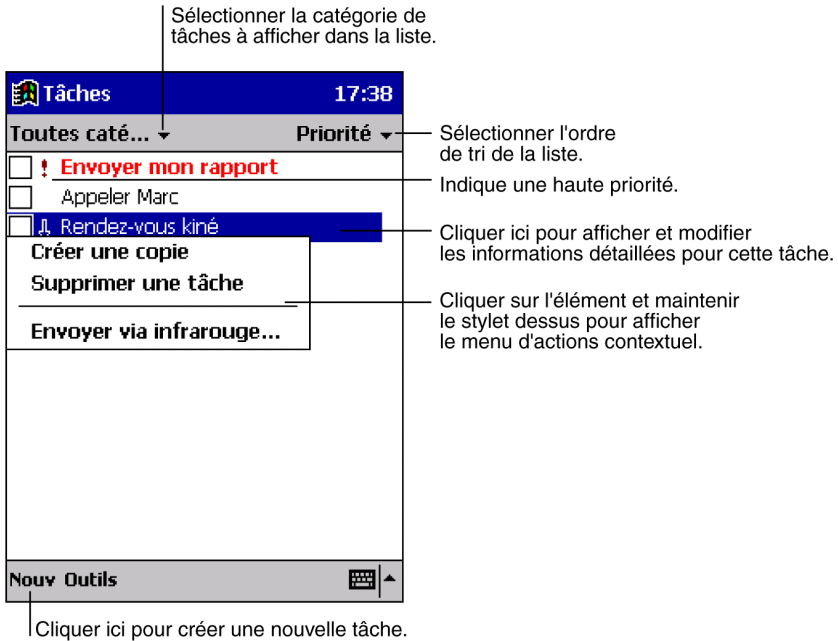 Sélectionner la catégorie de
tâches à afficher dans la liste.
Tâches 17:38
Toutes caté... Priorité
Sélectionner l'ordre
de tri de la liste.
! Envoyer mon rapport
Indique une haute priorité.
Appeler Marc
Rendez-vous kiné
Cliquer ici pour afficher et modifier
les informations détaillées pour cette tâche.
Créer une copie
Supprimer une tâche
Envoyer via infrarouge...
Cliquer sur l'élément et maintenir
le stylet dessus pour afficher
le menu d'actions contextuel.
Nouv Outils
Cliquer ici pour créer une nouvelle tâche.